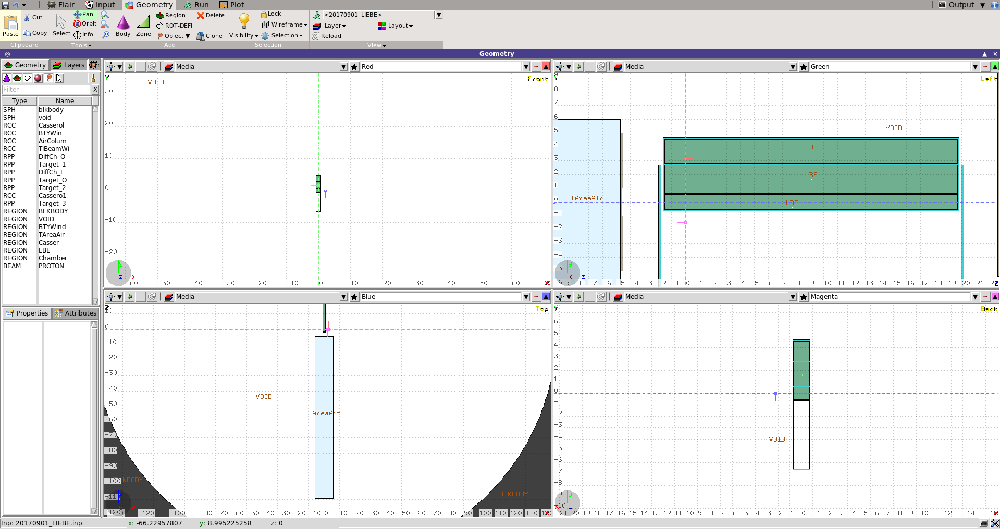 Flair Input Geometry Run Plot Output
Paste Cut Copy
Clipboard
Select Pan Orbit Info
Tools
Body Zone Region ROT-DEFI Object Delete Clone
Add
Visibility Lock Wireframe Selection
Selection
<20170901_LIEBE>
Layer Layout
Reload
View
Geometry
Geometry Layers
Filter X
Type Name
SPH blkbody
SPH void
RCC Casserol
RCC BTYWin
RCC AirColum
RCC TiBeamWi
RPP DiffCh_O
RPP Target_1
RPP DiffCh_I
RPP Target_O
RPP Target_2
RCC Cassero1
RPP Target_3
REGION BLKBODY
REGION VOID
REGION BTYWind
REGION TAreaAir
REGION Casser
REGION LBE
REGION Chamber
BEAM PROTON
Properties Attributes
Media Red
Y VOID Front
30
20
10
0
-10
-20
y
z x
-60 -50 -40 -30 -20 -10 0 10 20 30 40 50 60
Media Green
Y Left
8
7
6
5 VOID
4 LBE
3
2 LBE
1
0 TAreaAir LBE
-1
-2
-3
-4
-5
y
x z
-6 -9 -8 -7 -6 -5 -4 -3 -2 -1 0 1 2 3 4 5 6 7 8 9 10 11 12 13 14 15 16 17 18 19 20 21
Media Blue
Z Top
10
0
-10
-20
-30
-40
-50 VOID
-60 TAreaAir
-70
-80
-90
-100 KBODY BLKBODY
-110
-120 -120 -100 -80 -70 -60 -50 -40 -30 -20 -10 0 10 20 30 40 50 60 70 80 90 100 110 120 130
Media Magenta
Y Back
6
5
4
3
2
1
0
-1
-2
-3
-4 VOID
-5
-6
-7
-8
-9
-10
y
x z
21 20 19 18 17 16 15 14 13 12 11 10 9 8 7 6 5 4 3 2 1 0 -1 -2 -3 -4 -5 -6 -7 -8 -9 -10 -12 -14
Inp: 20170901_LIEBE.inp x: -66.22957807 y: 8.995225258 z: 0